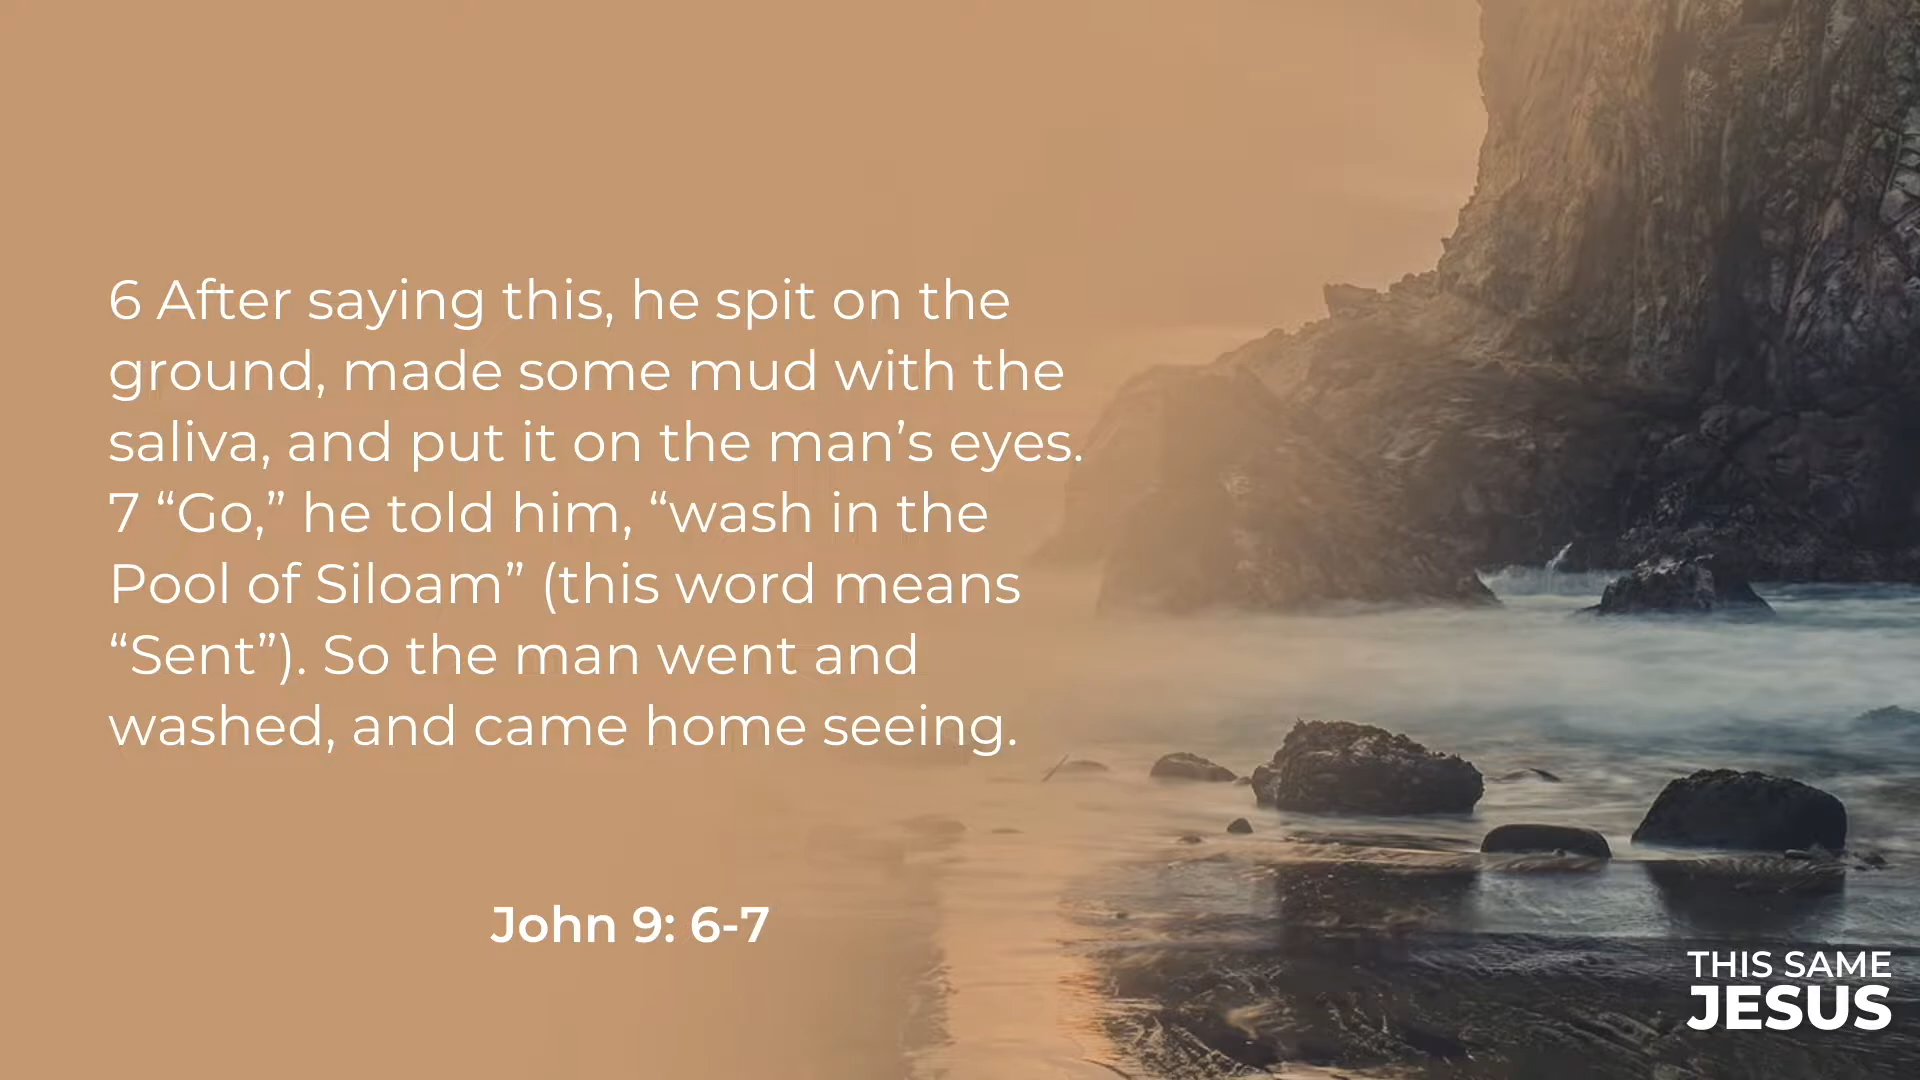 6 After saying this, he spit on the
ground, made some mud with the
saliva, and put it on the man’s eyes.
7 “Go,” he told him, “wash in the
Pool of Siloam” (this word means
“Sent”). So the man went and
washed, and came home seeing.
John 9: 6-7
THIS SAME
JESUS